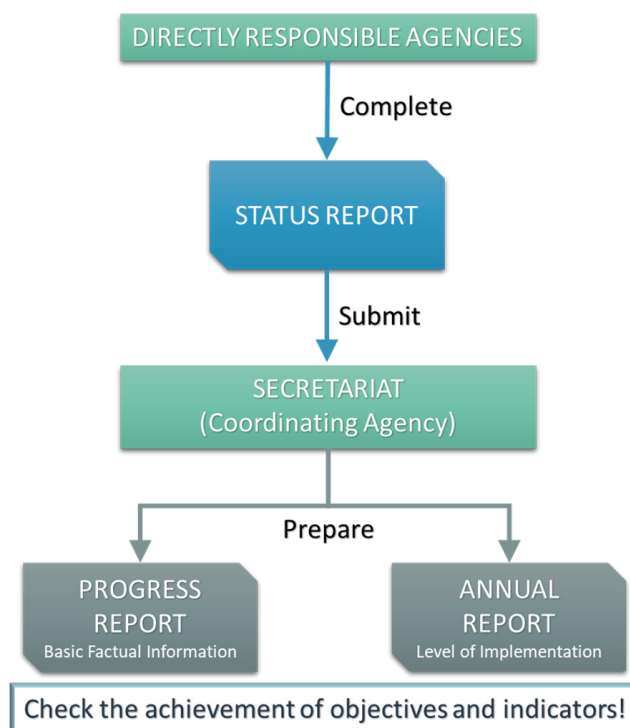 DIRECTLY RESPONSIBLE AGENCIES
Complete
STATUS REPORT
Submit
SECRETARIAT
(Coordinating Agency)
Prepare
PROGRESS
REPORT
Basic Factual Information
ANNUAL
REPORT
Level of Implementation
Check the achievement of objectives and indicators!